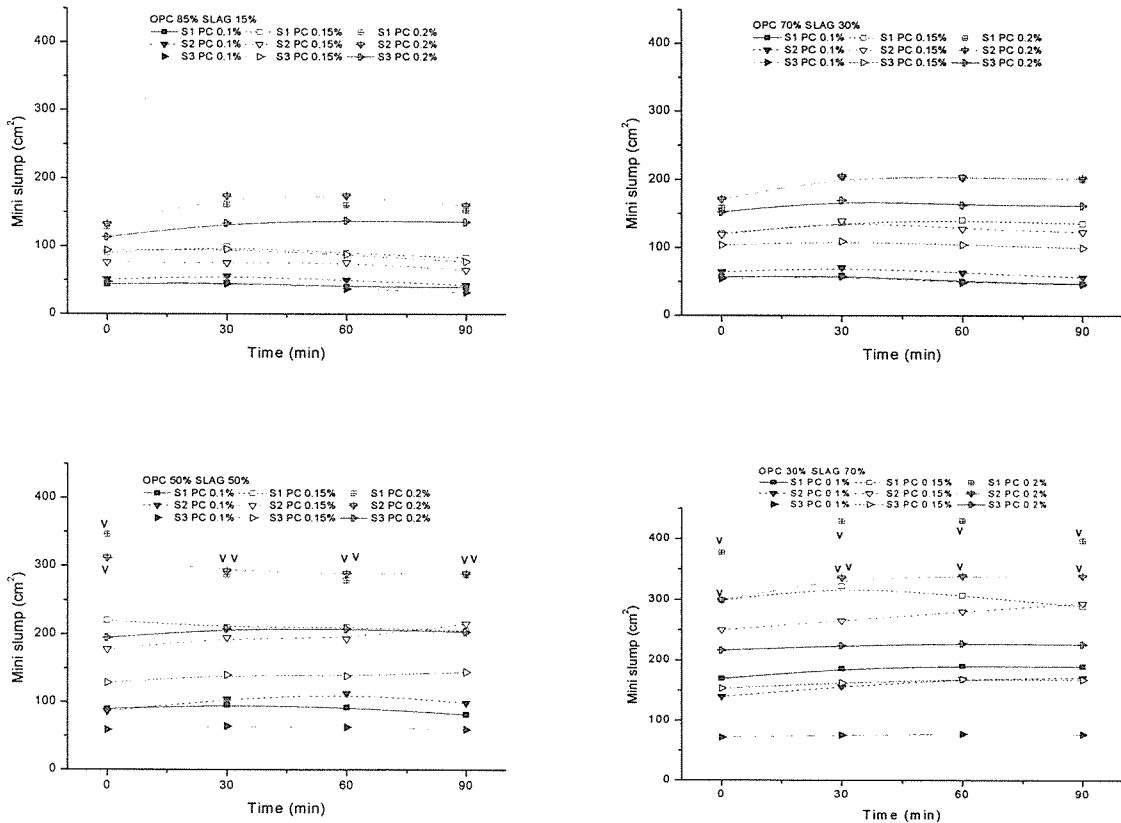 OPC 85% SLAG 15%
S1 PC 0.1% S1 PC 0.15% S1 PC 0.2%
S2 PC 0.1% S2 PC 0.15% S2 PC 0.2%
S3 PC 0.1% S3 PC 0.15% S3 PC 0.2%
Mini slump (cm²)
400
300
200
100
0
0 30 60 90
Time (min)
OPC 70% SLAG 30%
S1 PC 0.1% S1 PC 0.15% S1 PC 0.2%
S2 PC 0.1% S2 PC 0.15% S2 PC 0.2%
S3 PC 0.1% S3 PC 0.15% S3 PC 0.2%
Mini slump (cm²)
400
300
200
100
0
0 30 60 90
Time (min)
OPC 50% SLAG 50%
S1 PC 0.1% S1 PC 0.15% S1 PC 0.2%
S2 PC 0.1% S2 PC 0.15% S2 PC 0.2%
S3 PC 0.1% S3 PC 0.15% S3 PC 0.2%
Mini slump (cm²)
400
300
200
100
0
V
V V V V V V V
0 30 60 90
Time (min)
OPC 30% SLAG 70%
S1 PC 0 1% S1 PC 0 15% S1 PC 0 2%
S2 PC 0 1% S2 PC 0 15% S2 PC 0 2%
S3 PC 0 1% S3 PC 0 15% S3 PC 0 2%
Mini slump (cm²)
400
300
200
100
0
V V V V
V V V V V
0 30 60 90
Time (min)